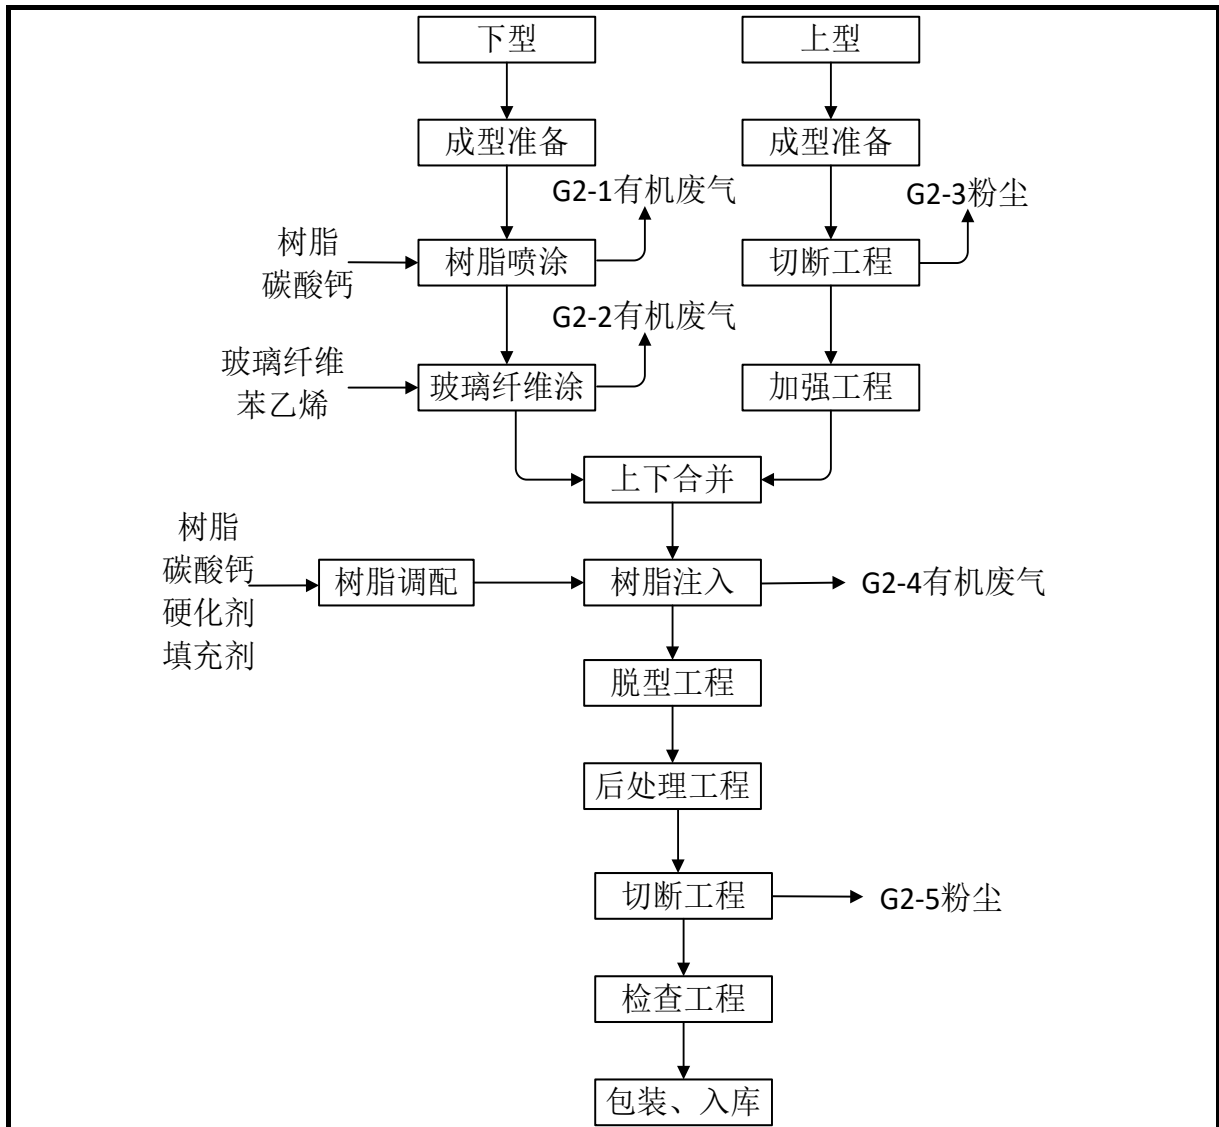 下型
上型
成型准备
成型准备
G2-1有机废气
G2-3粉尘
树脂
碳酸钙
树脂喷涂
切断工程
G2-2有机废气
玻璃纤维
苯乙烯
玻璃纤维涂
加强工程
上下合并
树脂
碳酸钙
硬化剂
填充剂
树脂调配
树脂注入
G2-4有机废气
脱型工程
后处理工程
切断工程
G2-5粉尘
检查工程
包装、入库